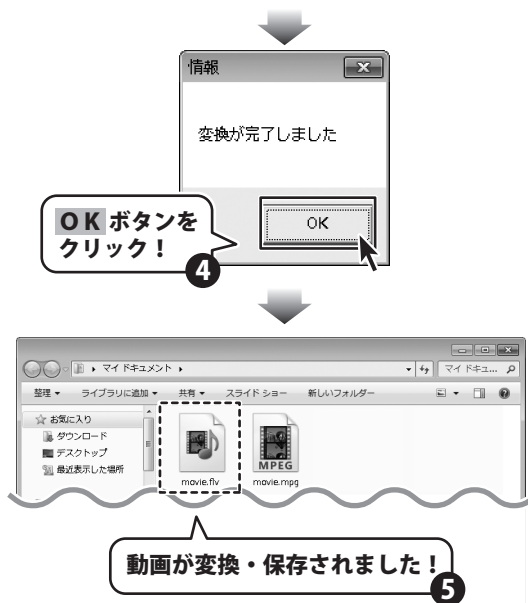 情報
変換が完了しました
OK
OK ボタンを
クリック！
4
マイ ドキュメント
マイ ドキュ...
整理
ライブラリに追加
共有
スライド ショー
新しいフォルダー
お気に入り
ダウンロード
デスクトップ
最近表示した場所
movie.flv
MPEG
movie.mpg
動画が変換・保存されました！
5